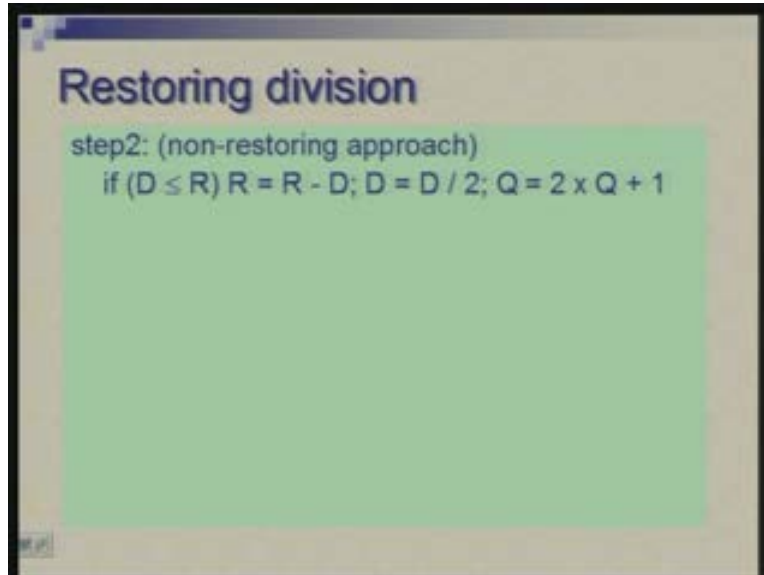 Restoring division
step2: (non-restoring approach)
if (D ≤ R) R = R - D; D = D / 2; Q = 2 x Q + 1